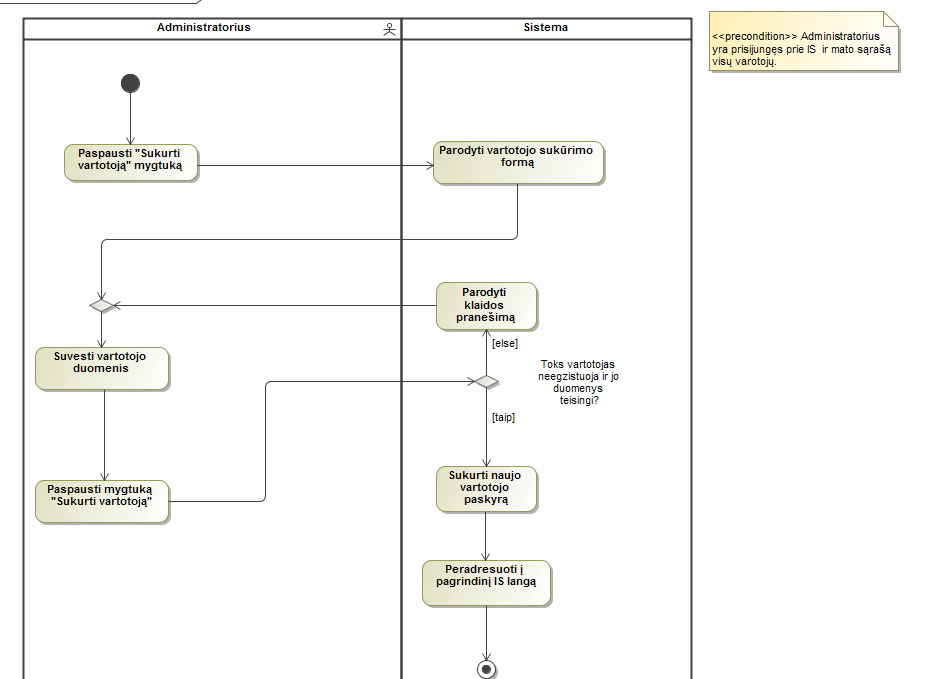 Administratorius
Sistema
<<precondition>> Administratorius
yra prisijungęs prie IS ir mato sąrašą
visų varotojų.
Paspausti "Sukurti
vartotoją" mygtuką
Parodyti vartotojo sukūrimo
formą
Parodyti
klaidos
pranešimą
[else]
Suvesti vartotojo
duomenis
Toks vartotojas
neegzistuoja ir jo
duomenys
teisingi?
[taip]
Paspausti mygtuką
"Sukurti vartotoją"
Sukurti naujo
vartotojo
paskyrą
Peradresuoti į
pagrindinį IS langą